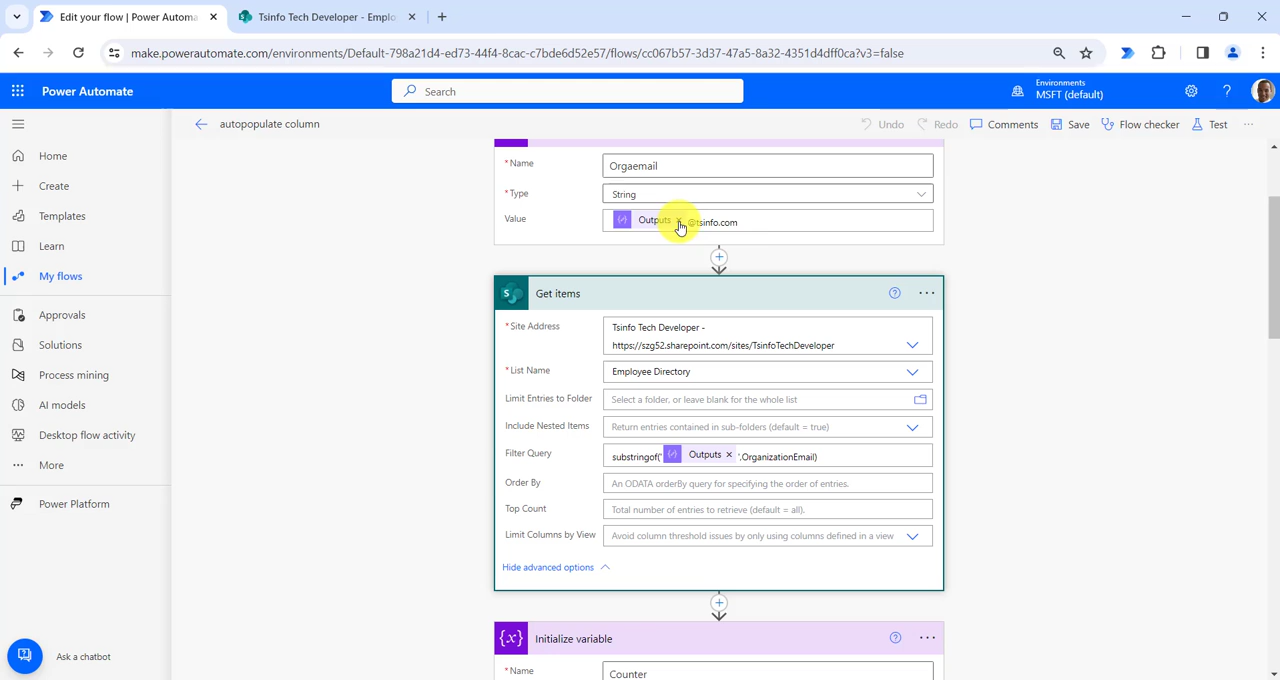 Edit your flow | Power Automa
Tsinfo Tech Developer - Emplo
make.powerautomate.com/environments/Default-798a21d4-ed73-44f4-8cac-c7bde6d52e57/flows/cc067b57-3d37-47a5-8a32-4351d4dff0ca?v3=false
Power Automate
Search
Environments
MSFT (default)
autopopulate column
Undo
Redo
Comments
Save
Flow checker
Test
Home
Create
Templates
Learn
My flows
Approvals
Solutions
Process mining
AI models
Desktop flow activity
More
Power Platform
Ask a chatbot
* Name
Orgaemail
* Type
String
Value
Outputs @tsinfo.com
Get items
* Site Address
Tsinfo Tech Developer -
https://szg52.sharepoint.com/sites/TsinfoTechDeveloper
* List Name
Employee Directory
Limit Entries to Folder
Select a folder, or leave blank for the whole list
Include Nested Items
Return entries contained in sub-folders (default = true)
Filter Query
substringof(' Outputs ',OrganizationEmail)
Order By
An ODATA orderBy query for specifying the order of entries.
Top Count
Total number of entries to retrieve (default = all).
Limit Columns by View
Avoid column threshold issues by only using columns defined in a view
Hide advanced options
{x} Initialize variable
* Name
Counter